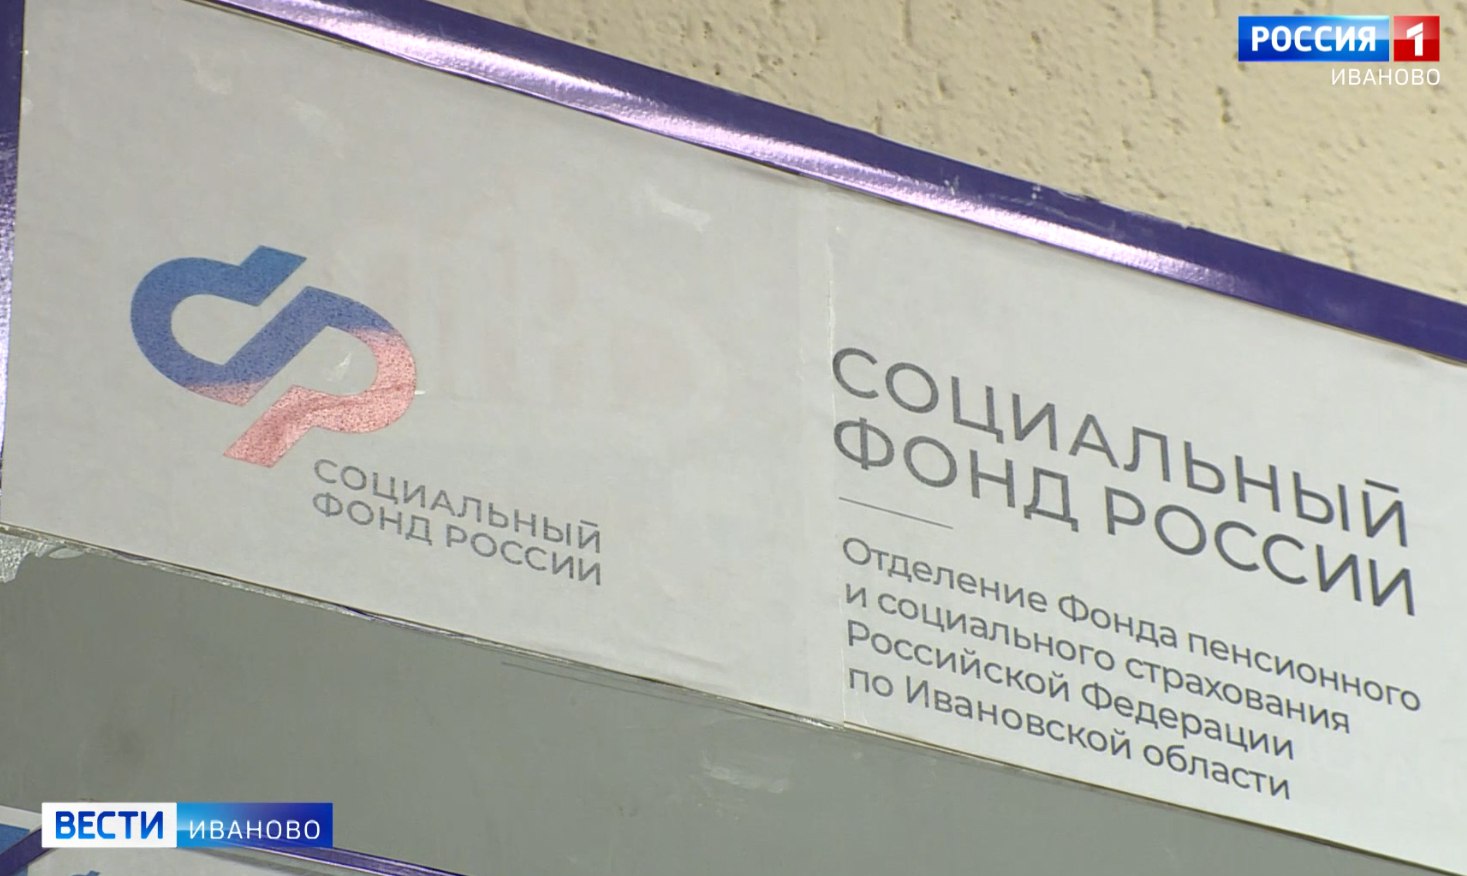 РОССИЯ 1
ИВАНОВО
СОЦИАЛЬНЫЙ
ФОНД РОССИИ
СОЦИАЛЬНЫЙ
ФОНД РОССИИ
Отделение Фонда пенсионного
и социального страхования
Российской Федерации
по Ивановской области
ВЕСТИ ИВАНОВО